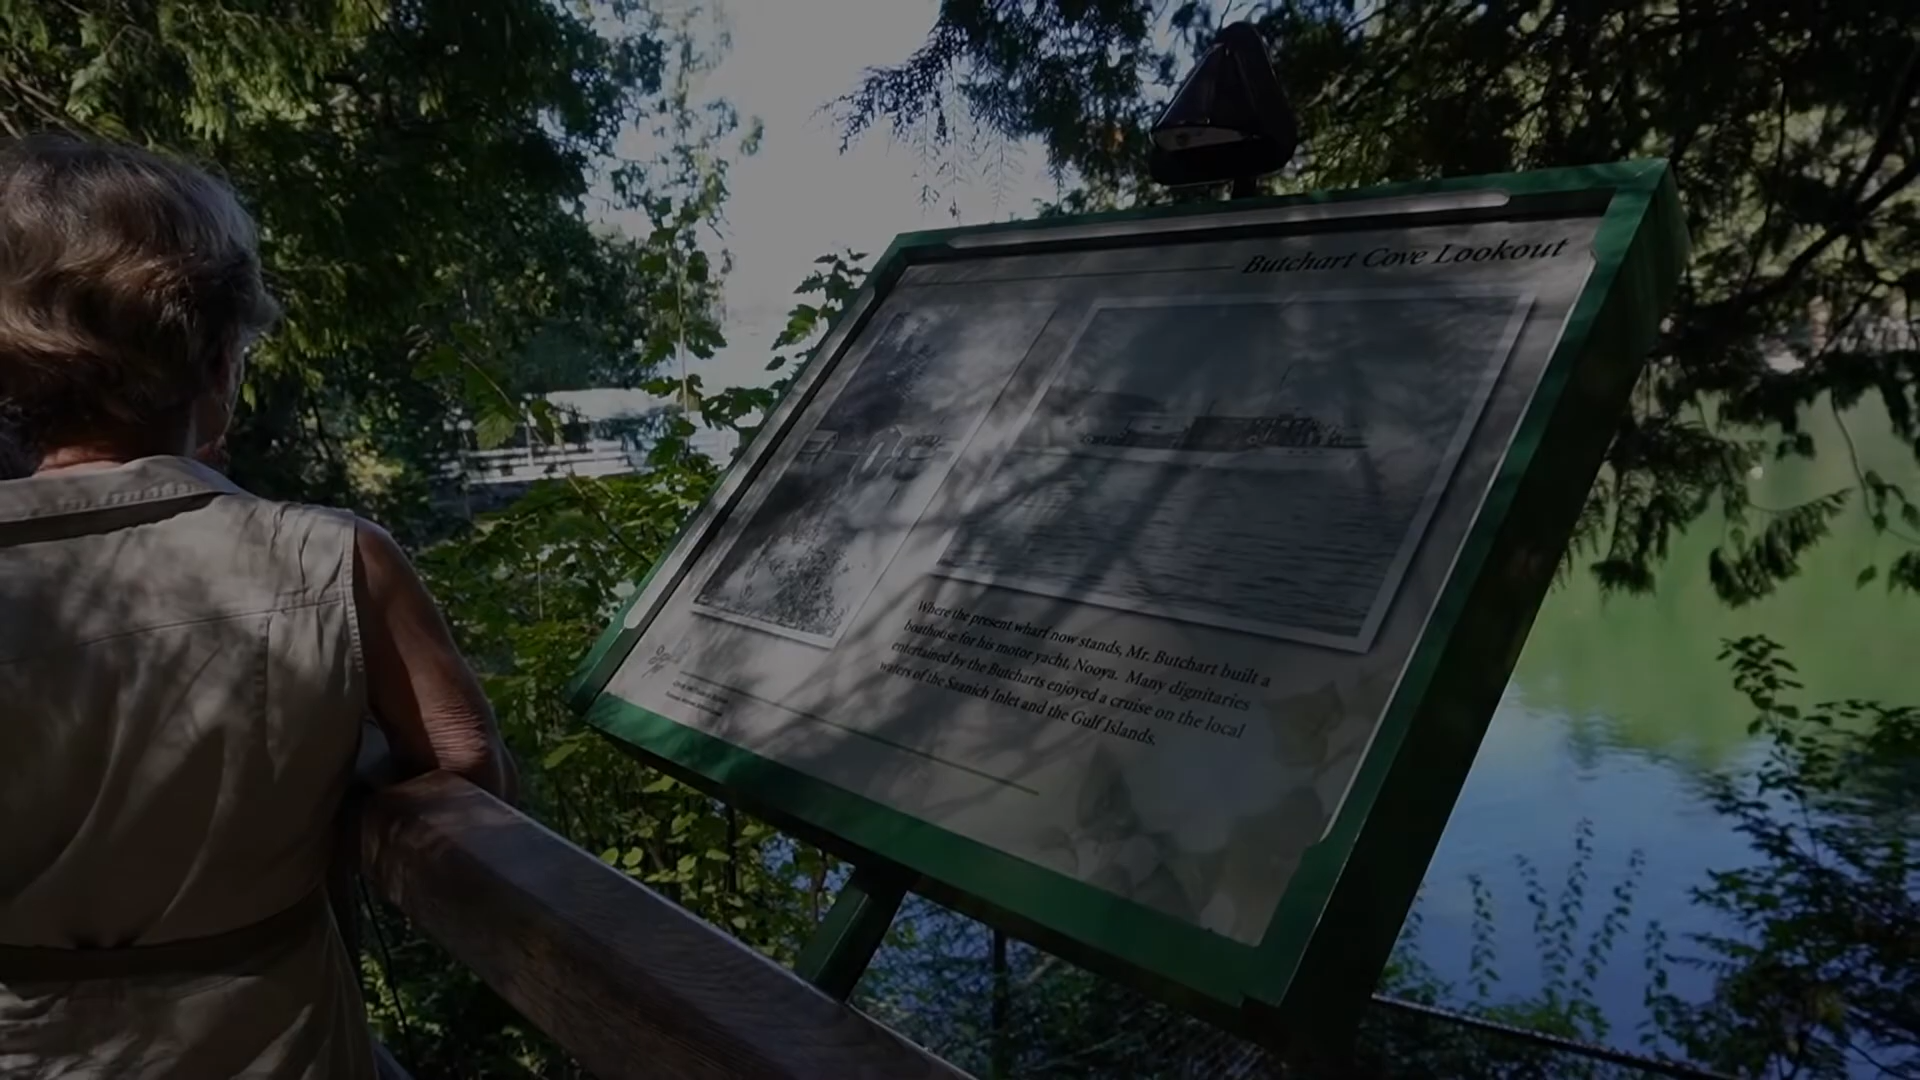 Butchart Cove Lookout
Where the present wharf now stands, Mr. Butchart built a
boathouse for his motor yacht, Nooya. Many dignitaries
entertained by the Butcharts enjoyed a cruise on the local
waters of the Saanich Inlet and the Gulf Islands.